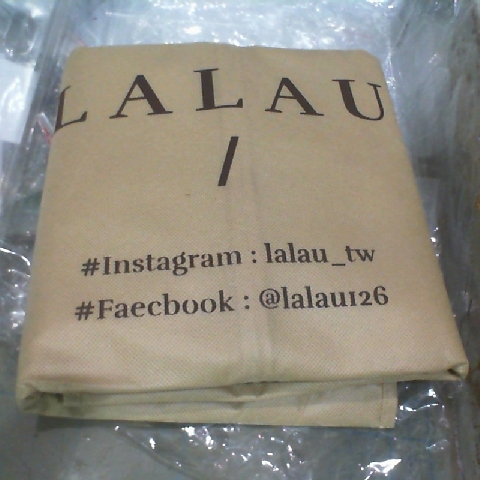 LALAU
/
#Instagram : lalau_tw
#Faecbook : @lalau126